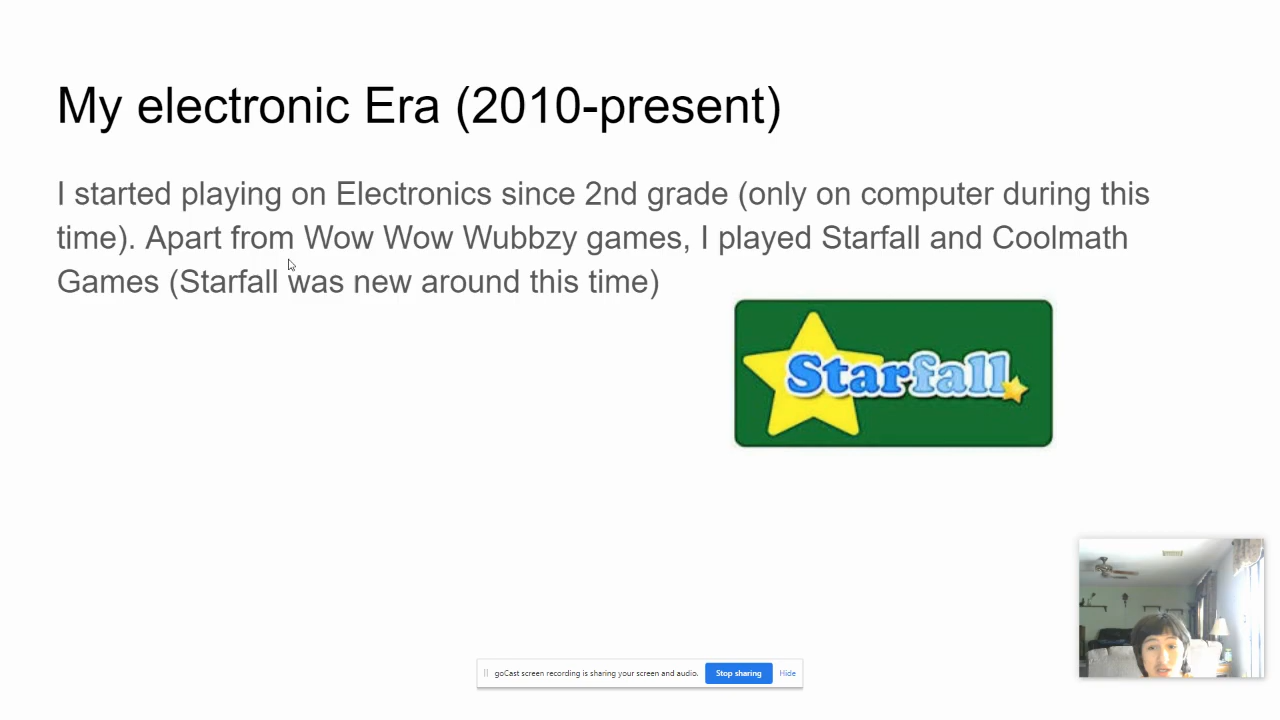 My electronic Era (2010-present)
I started playing on Electronics since 2nd grade (only on computer during this
time). Apart from Wow Wow Wubbzy games, I played Starfall and Coolmath
Games (Starfall was new around this time)
Starfall
goCast screen recording is sharing your screen and audio. Stop sharing Hide